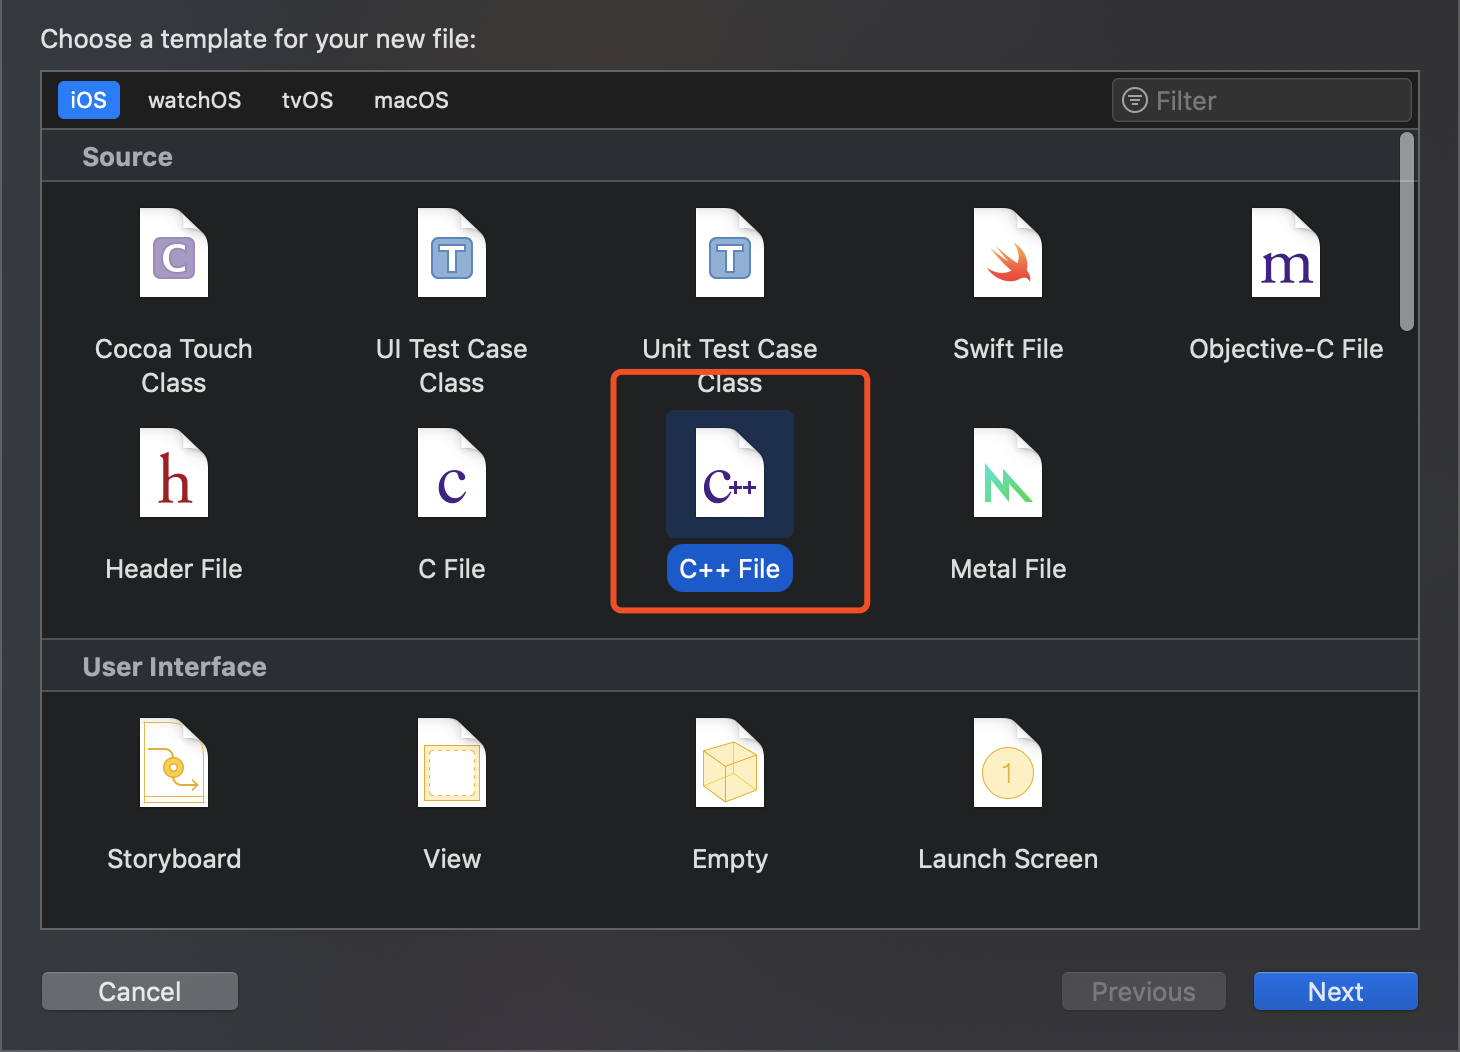 Choose a template for your new file:
iOS watchOS tvOS macOS Filter
Source
C T T m
Cocoa Touch Class
UI Test Case Class
Unit Test Case Class
Swift File
Objective-C File
h c c++
Header File
C File
C++ File
Metal File
User Interface
1
Storyboard
View
Empty
Launch Screen
Cancel Previous Next